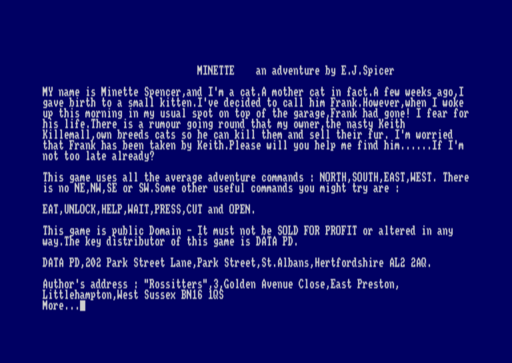 MINETTE    an adventure by E.J.Spicer
MY name is Minette Spencer,and I'm a cat.A mother cat in fact.A few weeks ago,I
gave birth to a small kitten.I've decided to call him Frank.However,when I woke
up this morning in my usual spot on top of the garage,Frank had gone! I fear for
his life.There is a rumour going round that my owner,the nasty Keith
Killemall,own breeds cats so he can kill them and sell their fur. I'm worried
that Frank has been taken by Keith.Please will you help me find him......If I'm
not too late already?
This game uses all the average adventure commands : NORTH,SOUTH,EAST,WEST. There
is no NE,NW,SE or SW.Some other useful commands you might try are :
EAT,UNLOCK,HELP,WAIT,PRESS,CUT and OPEN.
This game is public Domain - It must not be SOLD FOR PROFIT or altered in any
way.The key distributor of this game is DATA PD.
DATA PD,202 Park Street Lane,Park Street,St.Albans,Hertfordshire AL2 2AQ.
Author's address : "Rossitters",3,Golden Avenue Close,East Preston,
Littlehampton,West Sussex BN16 1QS
More...